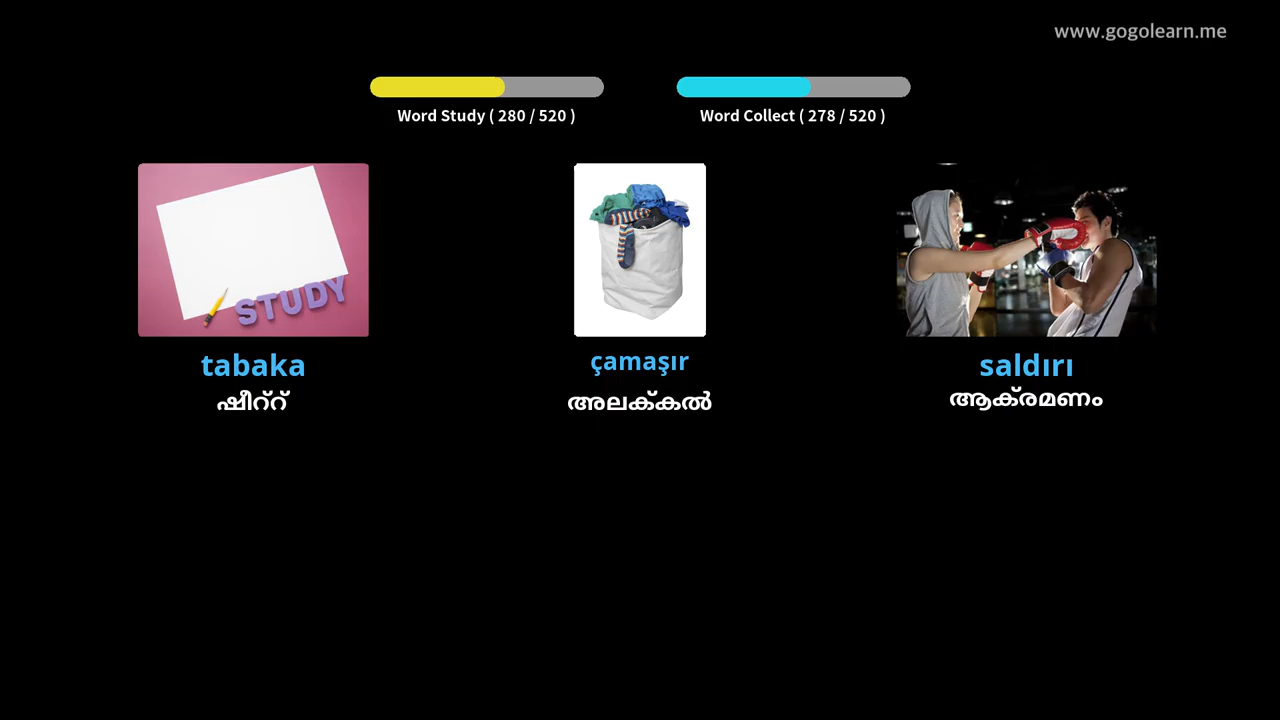 www.gogolearn.me
Word Study ( 280 / 520 )
Word Collect ( 278 / 520 )
STUDY
tabaka
çamaşır
saldırı
ഷീറ്റ്
അലക്കൽ
ആക്രമണം